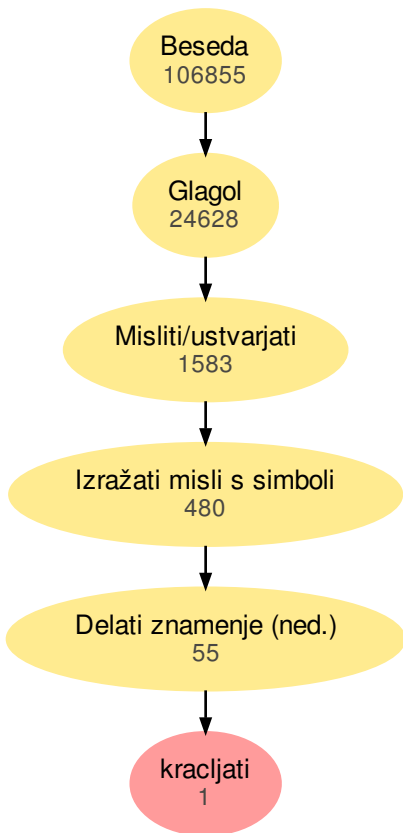 Beseda
106855
Glagol
24628
Misliti/ustvarjati
1583
Izražati misli s simboli
480
Delati znamenje (ned.)
55
kracljati
1